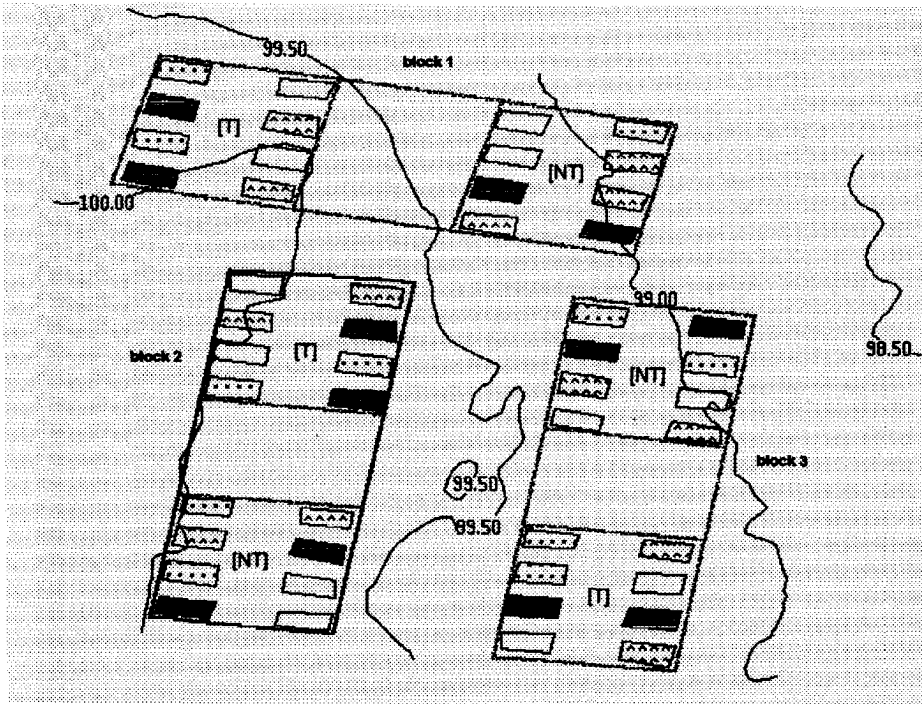 99.50
block 1
[T]
[NT]
100.00
99.00
98.50
block 2
[T]
[NT]
block 3
99.50
99.50
[NT]
[T]